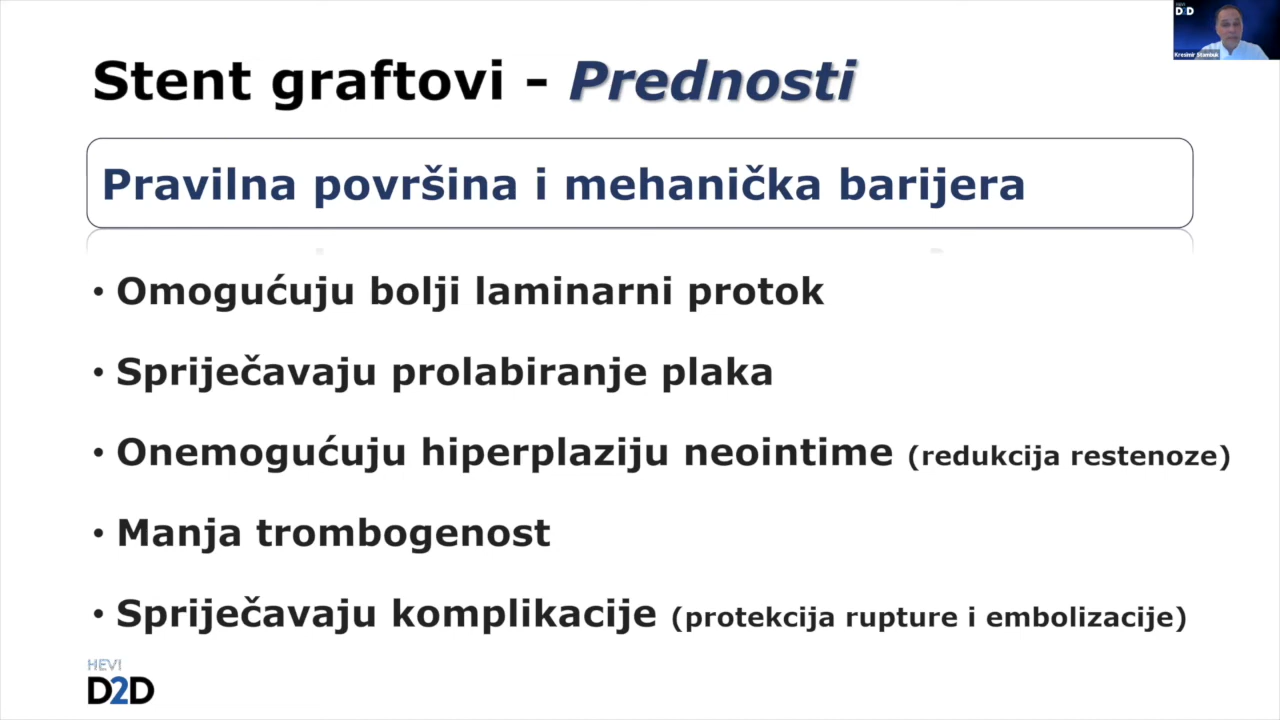 Stent graftovi - Prednosti
Pravilna površina i mehanička barijera
• Omogućuju bolji laminarni protok
• Spriječavaju prolabiranje plaka
• Onemogućuju hiperplaziju neointime (redukcija restenoze)
• Manja trombogenost
• Spriječavaju komplikacije (protekcija rupture i embolizacije)
HEVI
D2D
D2D